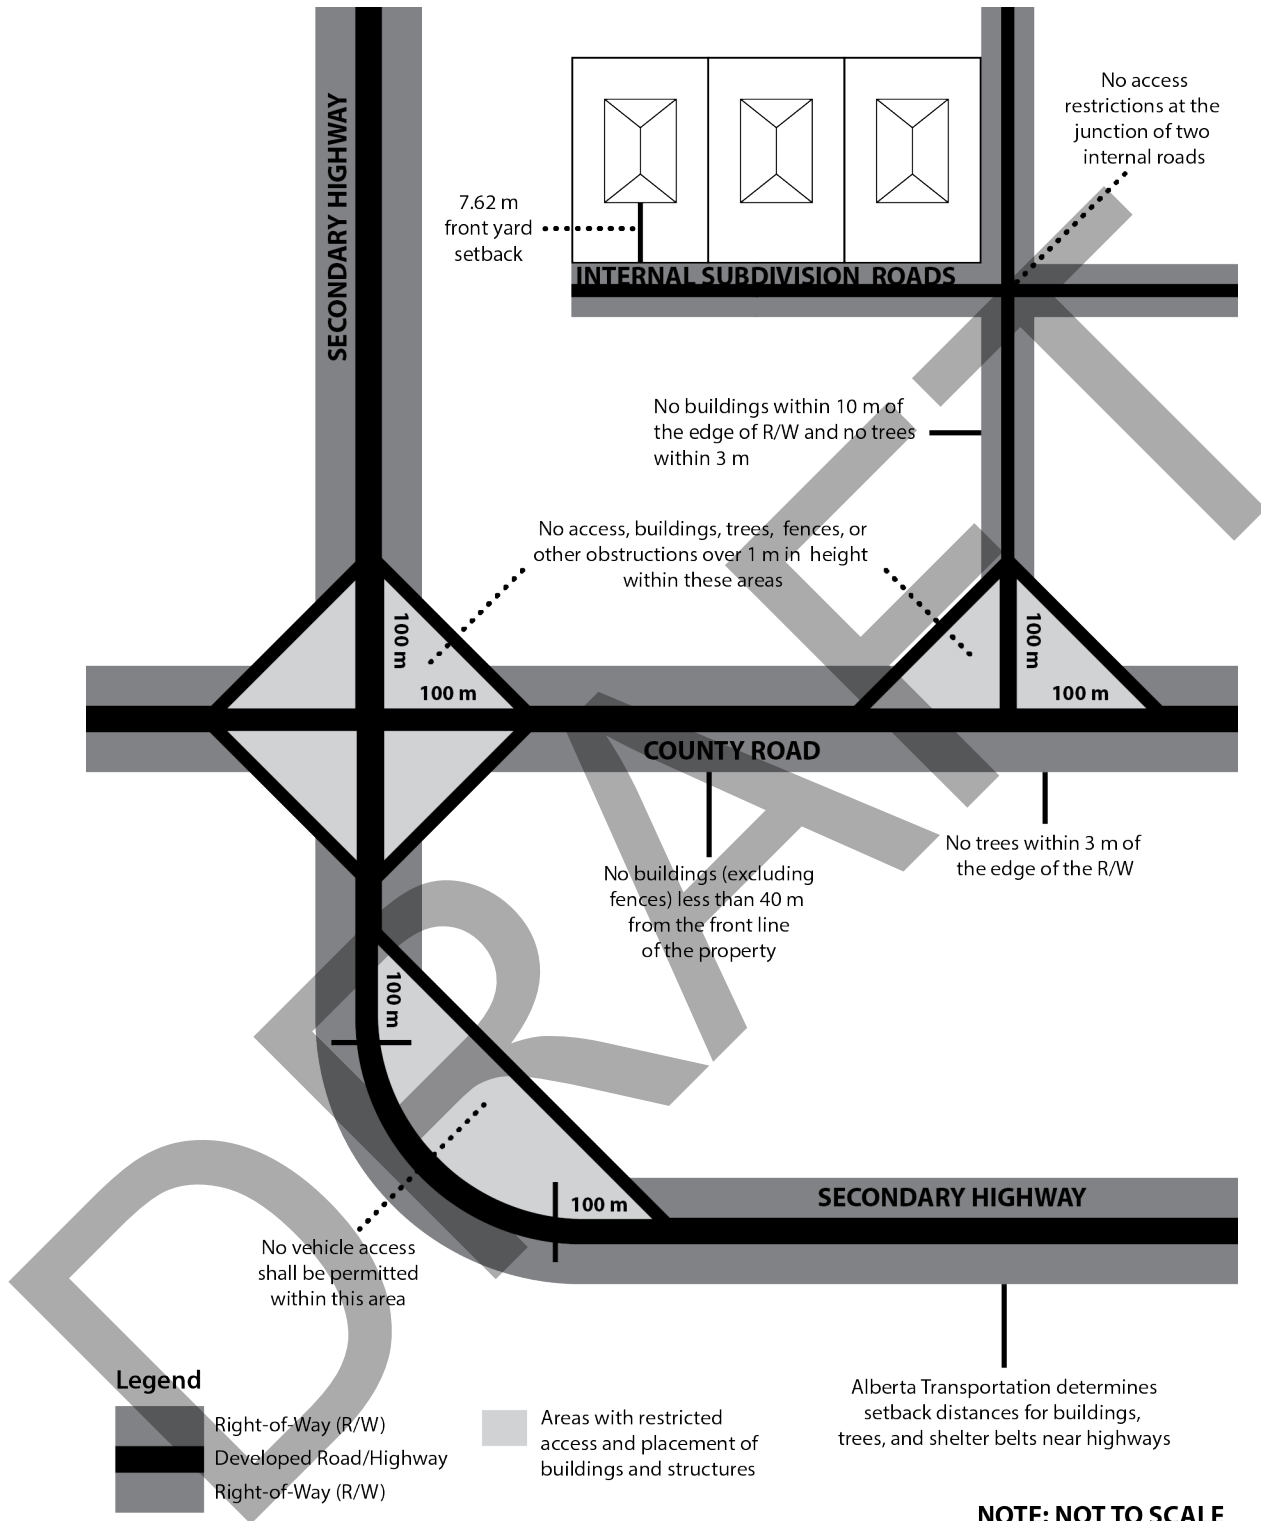 No access
restrictions at the
junction of two
internal roads
SECONDARY HIGHWAY
7.62 m
front yard
setback
INTERNAL SUBDIVISION ROADS
No buildings within 10 m of
the edge of R/W and no trees
within 3 m
No access, buildings, trees, fences, or
other obstructions over 1 m in height
within these areas
100 m
100 m
100 m
100 m
COUNTY ROAD
No trees within 3 m of
the edge of the R/W
No buildings (excluding
fences) less than 40 m
from the front line
of the property
100 m
100 m
SECONDARY HIGHWAY
No vehicle access
shall be permitted
within this area
Alberta Transportation determines
setback distances for buildings,
trees, and shelter belts near highways
Legend
Right-of-Way (R/W)
Developed Road/Highway
Right-of-Way (R/W)
Areas with restricted
access and placement of
buildings and structures
NOTE: NOT TO SCALE
DRAFT